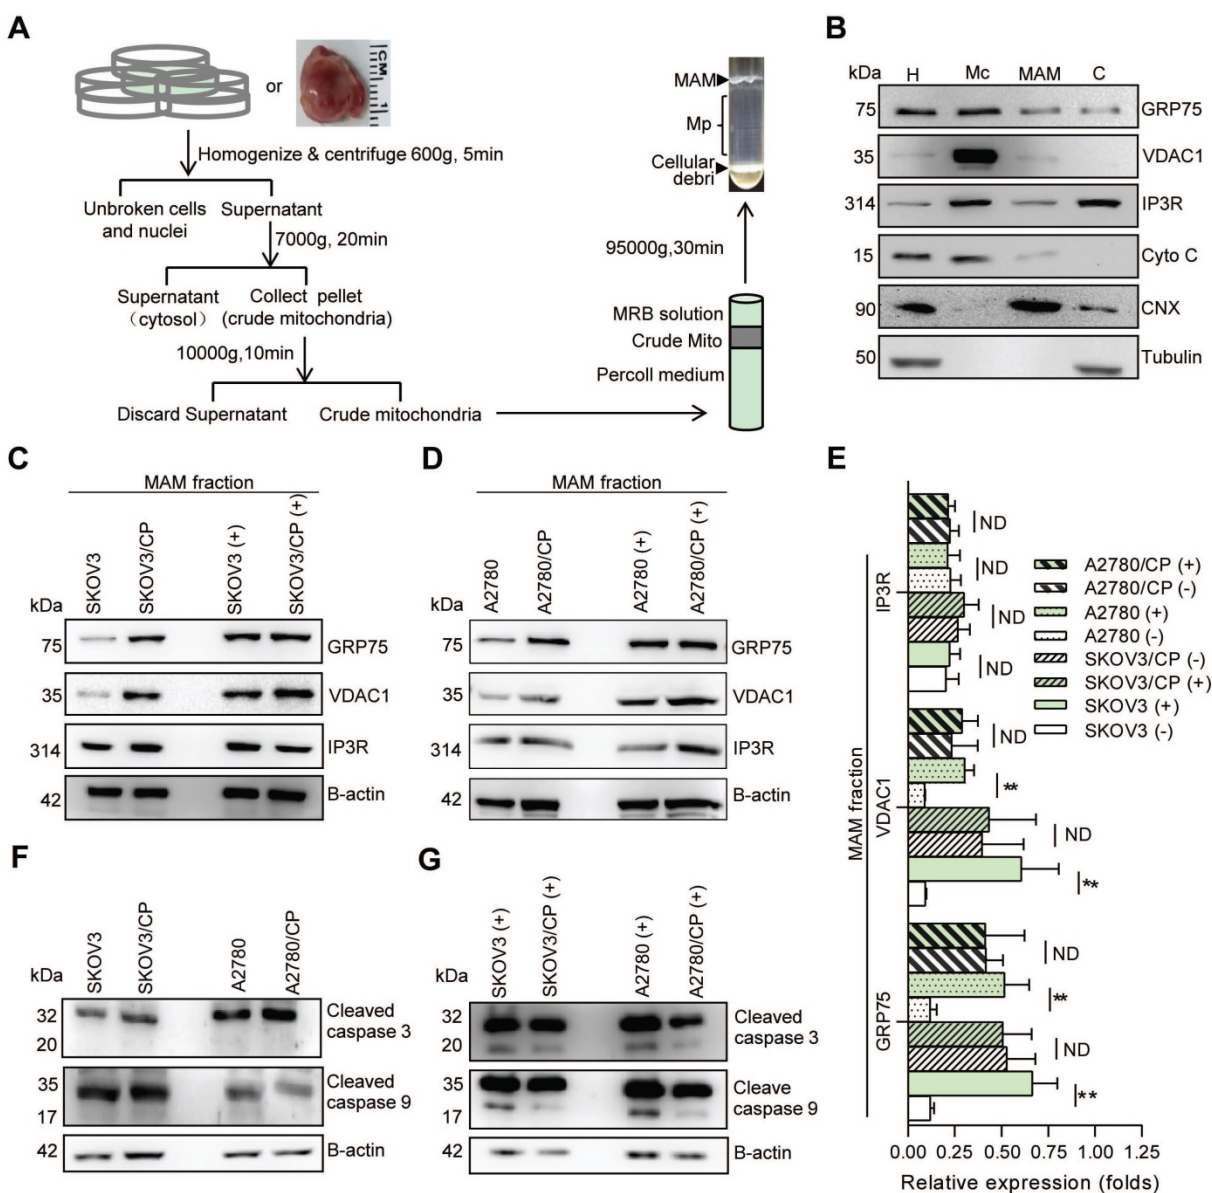 A
or
CM
1
Homogenize & centrifuge 600g, 5min
Unbroken cells
and nuclei
Supernatant
7000g, 20min
Supernatant
(cytosol)
Collect pellet
(crude mitochondria)
10000g,10min
Discard Supernatant
Crude mitochondria
MAM
Mp
Cellular
debri
95000g,30min
MRB solution
Crude Mito
Percoll medium
B
kDa
H Mc MAM C
75 GRP75
35 VDAC1
314 IP3R
15 Cyto C
90 CNX
50 Tubulin
C
MAM fraction
SKOV3
SKOV3/CP
SKOV3 (+)
SKOV3/CP (+)
kDa
75 GRP75
35 VDAC1
314 IP3R
42 B-actin
D
MAM fraction
A2780
A2780/CP
A2780 (+)
A2780/CP (+)
kDa
75 GRP75
35 VDAC1
314 IP3R
42 B-actin
E
MAM fraction
IP3R
VDAC1
GRP75
ND
ND
ND
ND
ND
**
ND
**
ND
**
ND
**
A2780/CP (+)
A2780/CP (-)
A2780 (+)
A2780 (-)
SKOV3/CP (-)
SKOV3/CP (+)
SKOV3 (+)
SKOV3 (-)
0.00 0.25 0.50 0.75 1.00 1.25
Relative expression (folds)
F
SKOV3
SKOV3/CP
A2780
A2780/CP
kDa
32
20
Cleaved
caspase 3
35
17
Cleaved
caspase 9
42 B-actin
G
SKOV3 (+)
SKOV3/CP (+)
A2780 (+)
A2780/CP (+)
kDa
32
20
Cleaved
caspase 3
35
17
Cleave
caspase 9
42 B-actin